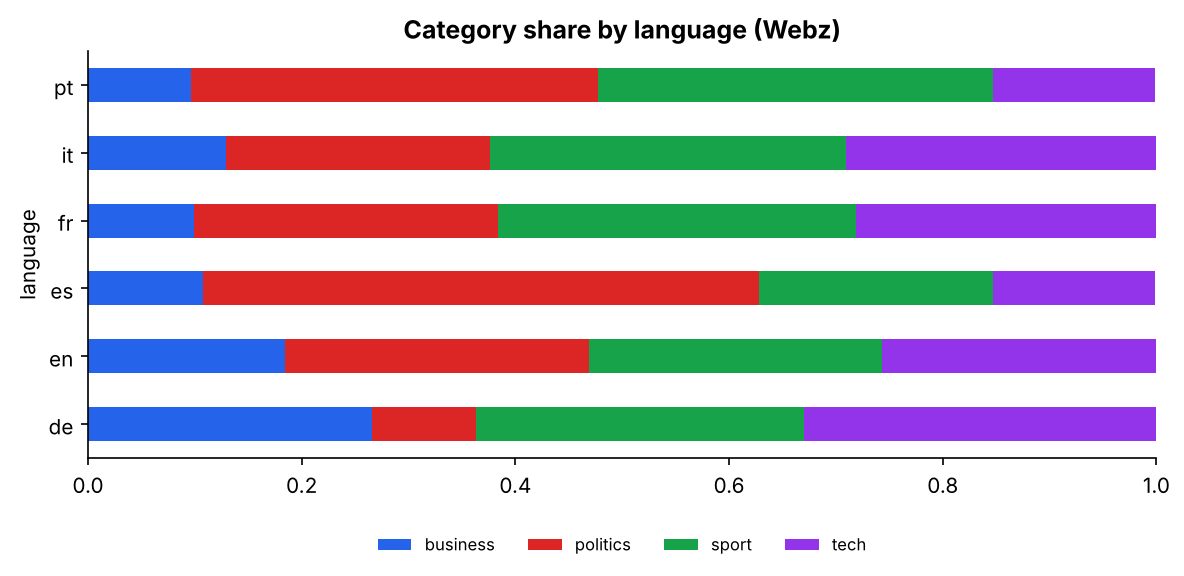 Category share by language (Webz)
language
pt
it
fr
es
en
de
0.0 0.2 0.4 0.6 0.8 1.0
business politics sport tech